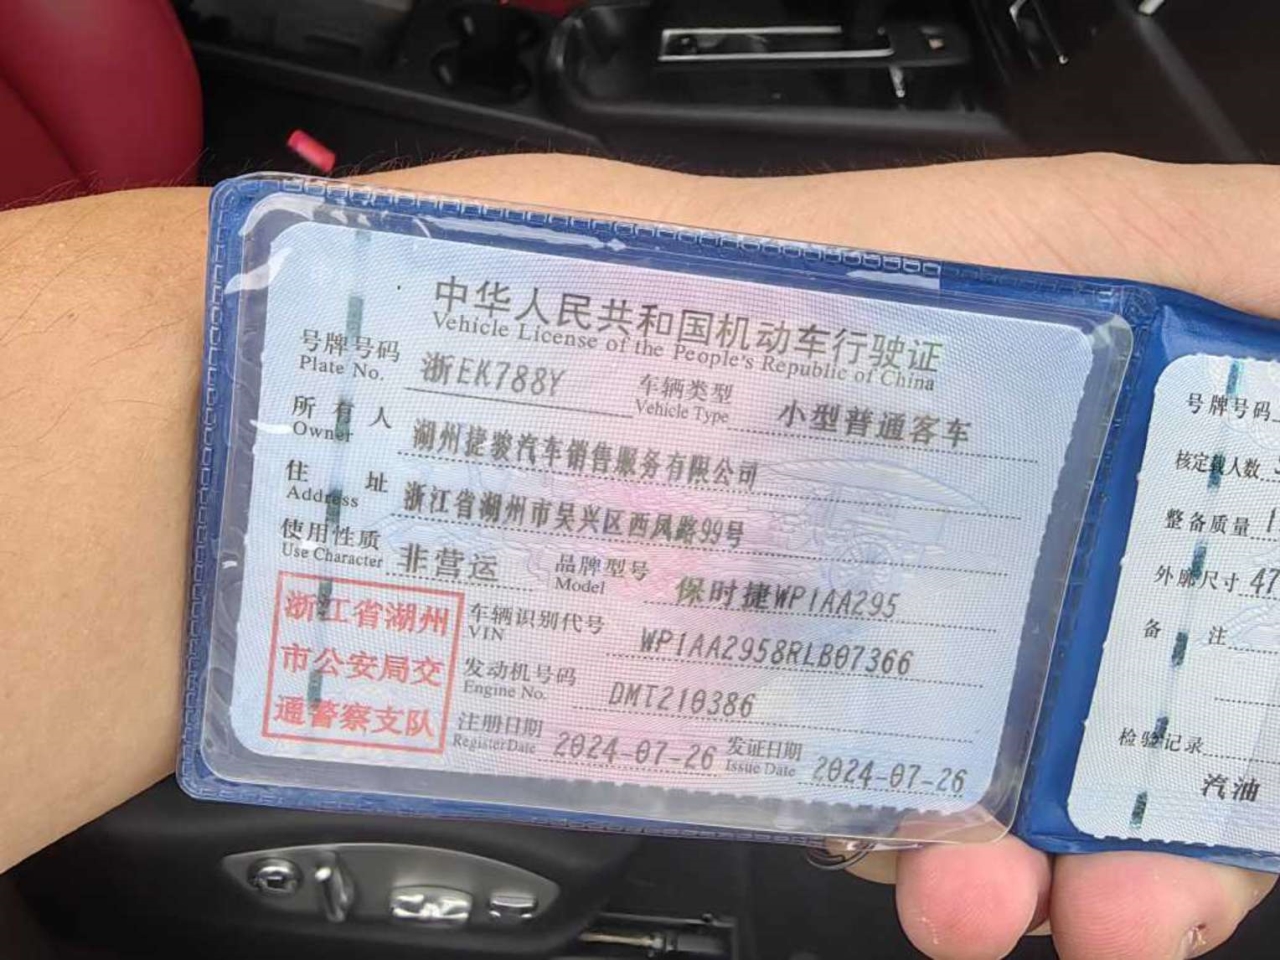 中华人民共和国机动车行驶证
Vehicle License of the People's Republic of China
号牌号码 浙EK788Y 车辆类型 小型普通客车
Plate No. Vehicle Type
所有人 湖州捷骏汽车销售服务有限公司
Owner
住址 浙江省湖州市吴兴区西凤路99号
Address
使用性质 非营运 品牌型号 保时捷WP1AA295
Use Character Model
浙江省湖州
市公安局交
通警察支队
车辆识别代号 WP1AA2958RLB07366
VIN
发动机号码 DMT210386
Engine No.
注册日期 2024-07-26 发证日期 2024-07-26
Register Date Issue Date
号牌号码
核定载人数
整备质量 1
外廓尺寸 47
备注
检验记录
汽油